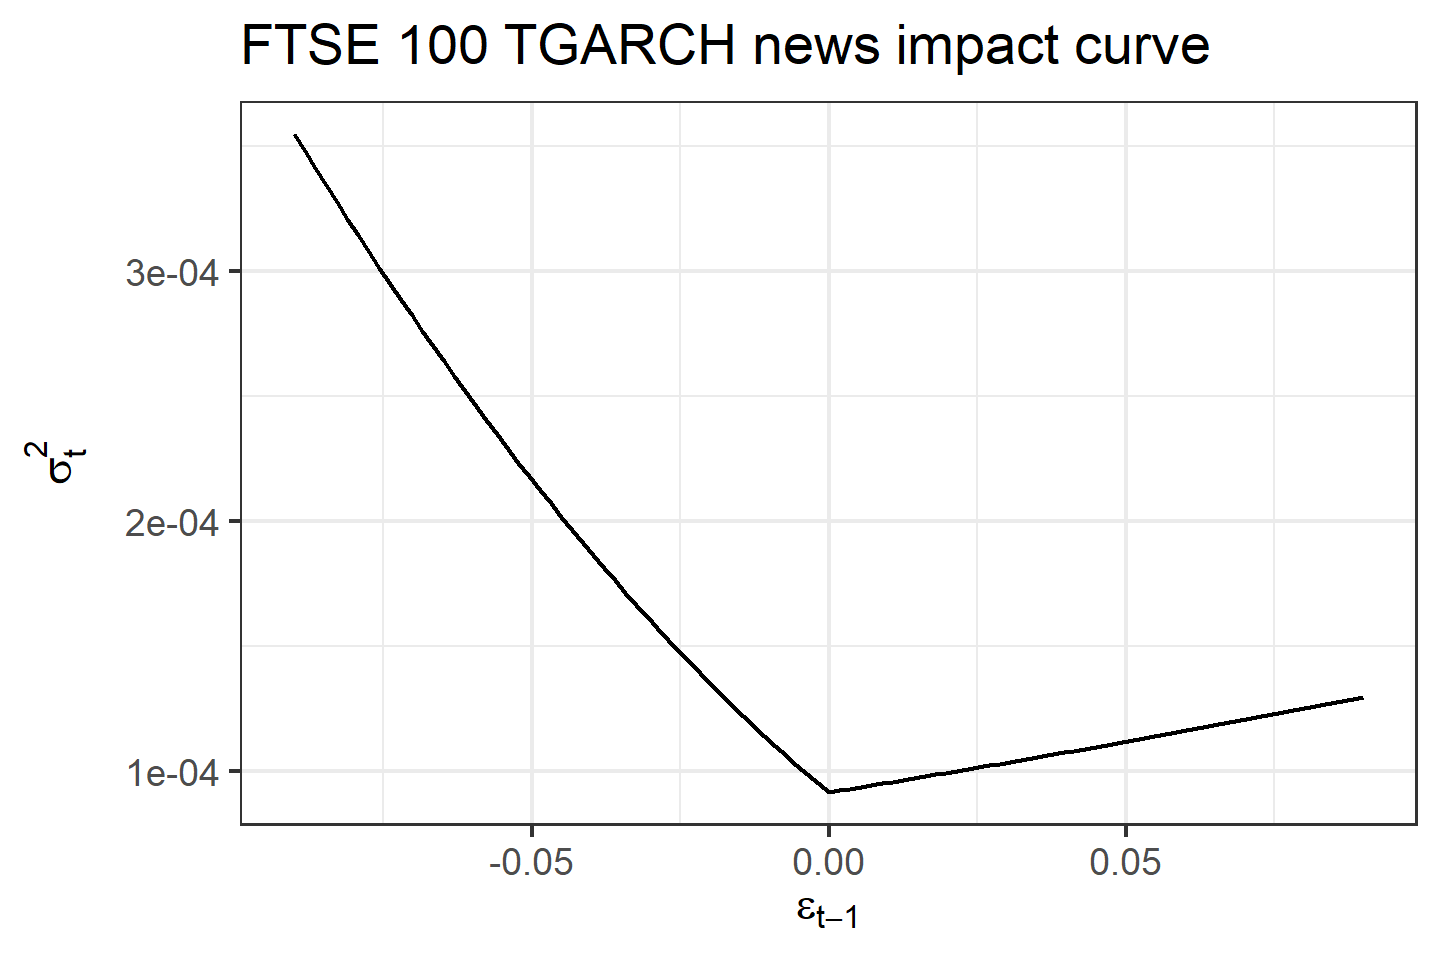 FTSE 100 TGARCH news impact curve
σ²ₜ
3e-04
2e-04
1e-04
-0.05 0.00 0.05
εₜ₋₁